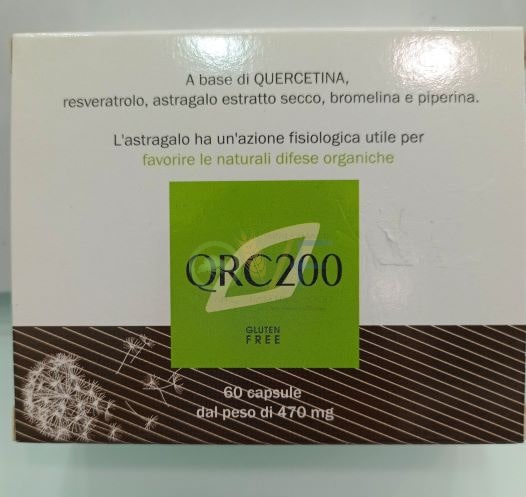 A base di QUERCETINA,
resveratrolo, astragalo estratto secco, bromelina e piperina.
L'astragalo ha un'azione fisiologica utile per
favorire le naturali difese organiche
QRC200
GLUTEN
FREE
60 capsule
dal peso di 470 mg